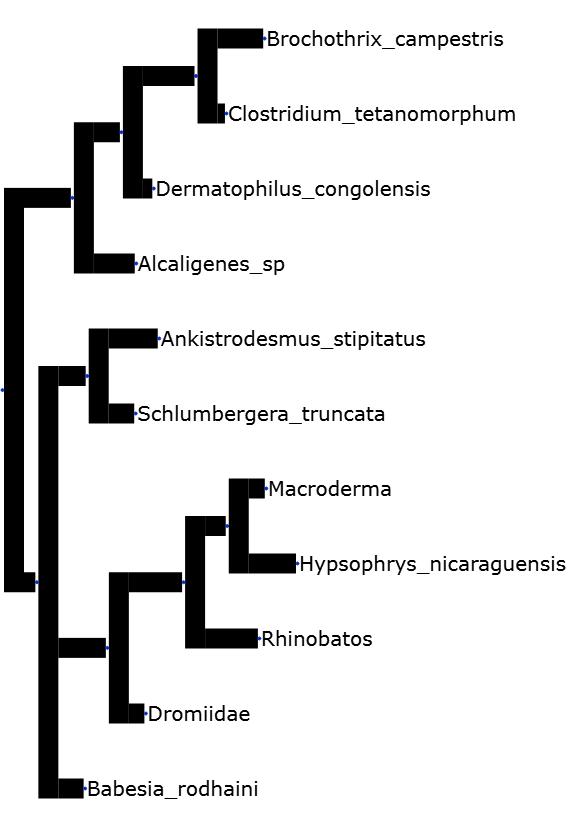 Brochothrix_campestris
Clostridium_tetanomorphum
Dermatophilus_congolensis
Alcaligenes_sp
Ankistrodesmus_stipitatus
Schlumbergera_truncata
Macroderma
Hypsophrys_nicaraguensis
Rhinobatos
Dromiidae
Babesia_rodhaini